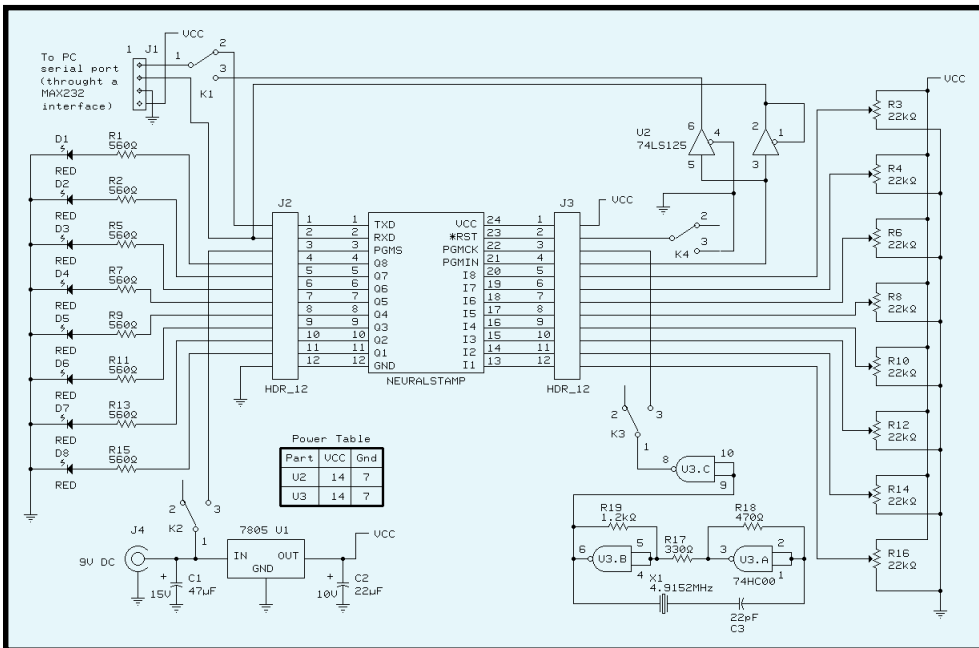 To PC
serial port
(throught a
MAX232
interface)
1 J1
VCC
1 2 3
K1
D1 R1
560Ω
RED
D2 R2
560Ω
RED
D3 R5
560Ω
RED
D4 R7
560Ω
RED
D5 R9
560Ω
RED
D6 R11
560Ω
RED
D7 R13
560Ω
RED
D8 R15
560Ω
RED
J2
1 1 TXD
2 2 RXD
3 3 PGMS
4 4 Q8
5 5 Q7
6 6 Q6
7 7 Q5
8 8 Q4
9 9 Q3
10 10 Q2
11 11 Q1
12 12 GND
HDR_12
NEURALSTAMP
J3
VCC 24 1
*RST 23 2
PGMCK 22 3
PGMIN 21 4
I8 20 5
I7 19 6
I6 18 7
I5 17 8
I4 16 9
I3 15 10
I2 14 11
I1 13 12
HDR_12
VCC
U2
74LS125
6 4 5
2 1 3
2 3
K4
VCC
R3
22kΩ
R4
22kΩ
R6
22kΩ
R8
22kΩ
R10
22kΩ
R12
22kΩ
R14
22kΩ
R16
22kΩ
Power Table
Part VCC Gnd
U2 14 7
U3 14 7
2 3
K2 1
J4
9V DC
7805 U1
IN OUT
GND
VCC
+ C1
15V 47µF
+ C2
10V 22µF
2 3
K3 1
8 U3.C 10
9
R19
1.2kΩ
R18
470Ω
R17
330Ω
6 U3.B 5
4
3 U3.A 2
1
74HC00
X1
4.9152MHz
22pF
C3